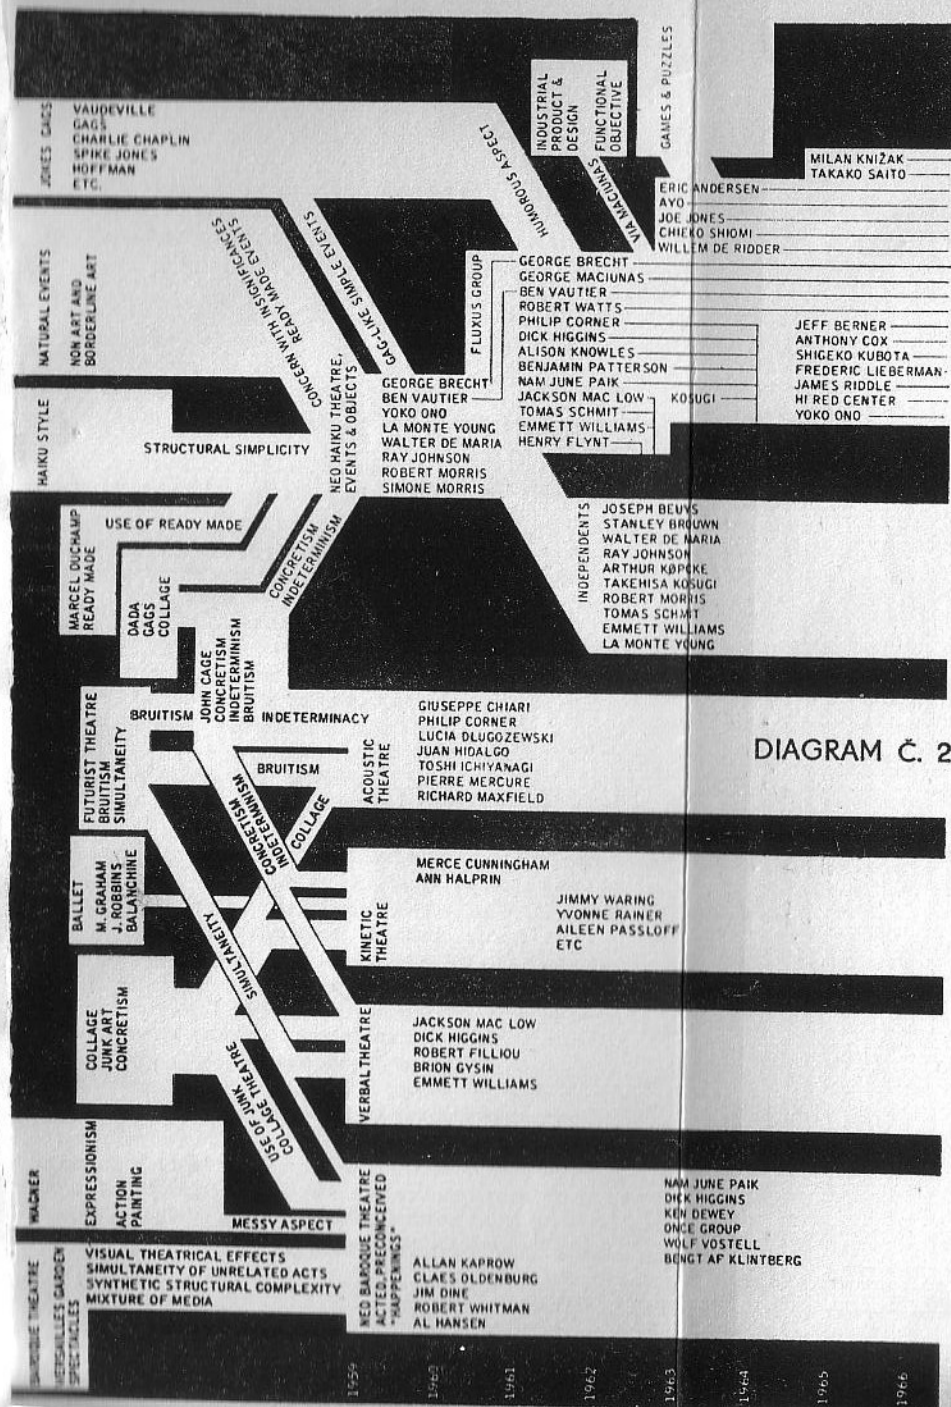 JOKES GAGS
VAUDEVILLE
GAGS
CHARLIE CHAPLIN
SPIKE JONES
HOFFMAN
ETC.
HUMOROUS ASPECT
INDUSTRIAL
PRODUCT &
DESIGN
FUNCTIONAL
OBJECTIVE
VIA MACIUNAS
GAMES & PUZZLES
MILAN KNIŽAK
TAKAKO SAITO
ERIC ANDERSEN
AYO
JOE JONES
CHIEKO SHIOMI
WILLEM DE RIDDER
NATURAL EVENTS
NON ART AND
BORDERLINE ART
CONCERN WITH INSIGNIFICANCES
READY MADE EVENTS
GAG-LIKE SIMPLE EVENTS
FLUXUS GROUP
GEORGE BRECHT
GEORGE MACIUNAS
BEN VAUTIER
ROBERT WATTS
PHILIP CORNER
DICK HIGGINS
ALISON KNOWLES
BENJAMIN PATTERSON
NAM JUNE PAIK
JACKSON MAC LOW
TOMAS SCHMIT
EMMETT WILLIAMS
HENRY FLYNT
KOSUGI
JEFF BERNER
ANTHONY COX
SHIGEKO KUBOTA
FREDERIC LIEBERMAN
JAMES RIDDLE
HI RED CENTER
YOKO ONO
HAIKU STYLE
STRUCTURAL SIMPLICITY
NEO HAIKU THEATRE,
EVENTS & OBJECTS
GEORGE BRECHT
BEN VAUTIER
YOKO ONO
LA MONTE YOUNG
WALTER DE MARIA
RAY JOHNSON
ROBERT MORRIS
SIMONE MORRIS
MARCEL DUCHAMP
READY MADE
USE OF READY MADE
DADA
GAGS
COLLAGE
CONCRETISM
INDETERMINISM
INDEPENDENTS
JOSEPH BEUYS
STANLEY BROUWN
WALTER DE MARIA
RAY JOHNSON
ARTHUR KØPCKE
TAKEHISA KOSUGI
ROBERT MORRIS
TOMAS SCHMIT
EMMETT WILLIAMS
LA MONTE YOUNG
FUTURIST THEATRE
BRUITISM
SIMULTANEITY
BRUITISM
JOHN CAGE
CONCRETISM
INDETERMINISM
BRUITISM
INDETERMINACY
BRUITISM
CONCRETISM
INDETERMINISM
COLLAGE
ACOUSTIC
THEATRE
GIUSEPPE CHIARI
PHILIP CORNER
LUCIA DLUGOZEWSKI
JUAN HIDALGO
TOSHI ICHIYANAGI
PIERRE MERCURE
RICHARD MAXFIELD
DIAGRAM Č. 2
BALLET
M. GRAHAM
J. ROBBINS
BALANCHINE
SIMULTANEITY
KINETIC
THEATRE
MERCE CUNNINGHAM
ANN HALPRIN
JIMMY WARING
YVONNE RAINER
AILEEN PASSLOFF
ETC
COLLAGE
JUNK ART
CONCRETISM
USE OF JUNK
COLLAGE THEATRE
VERBAL THEATRE
JACKSON MAC LOW
DICK HIGGINS
ROBERT FILLIOU
BRION GYSIN
EMMETT WILLIAMS
WAGNER
EXPRESSIONISM
ACTION
PAINTING
MESSY ASPECT
BAROQUE THEATRE
VERSAILLES GARDEN
SPECTACLES
VISUAL THEATRICAL EFFECTS
SIMULTANEITY OF UNRELATED ACTS
SYNTHETIC STRUCTURAL COMPLEXITY
MIXTURE OF MEDIA
NEO BAROQUE THEATRE
ACTED, PRECONCEIVED
"HAPPENINGS"
ALLAN KAPROW
CLAES OLDENBURG
JIM DINE
ROBERT WHITMAN
AL HANSEN
NAM JUNE PAIK
DICK HIGGINS
KEN DEWEY
ONCE GROUP
WOLF VOSTELL
BENGT AF KLINTBERG
1959
1960
1961
1962
1963
1964
1965
1966